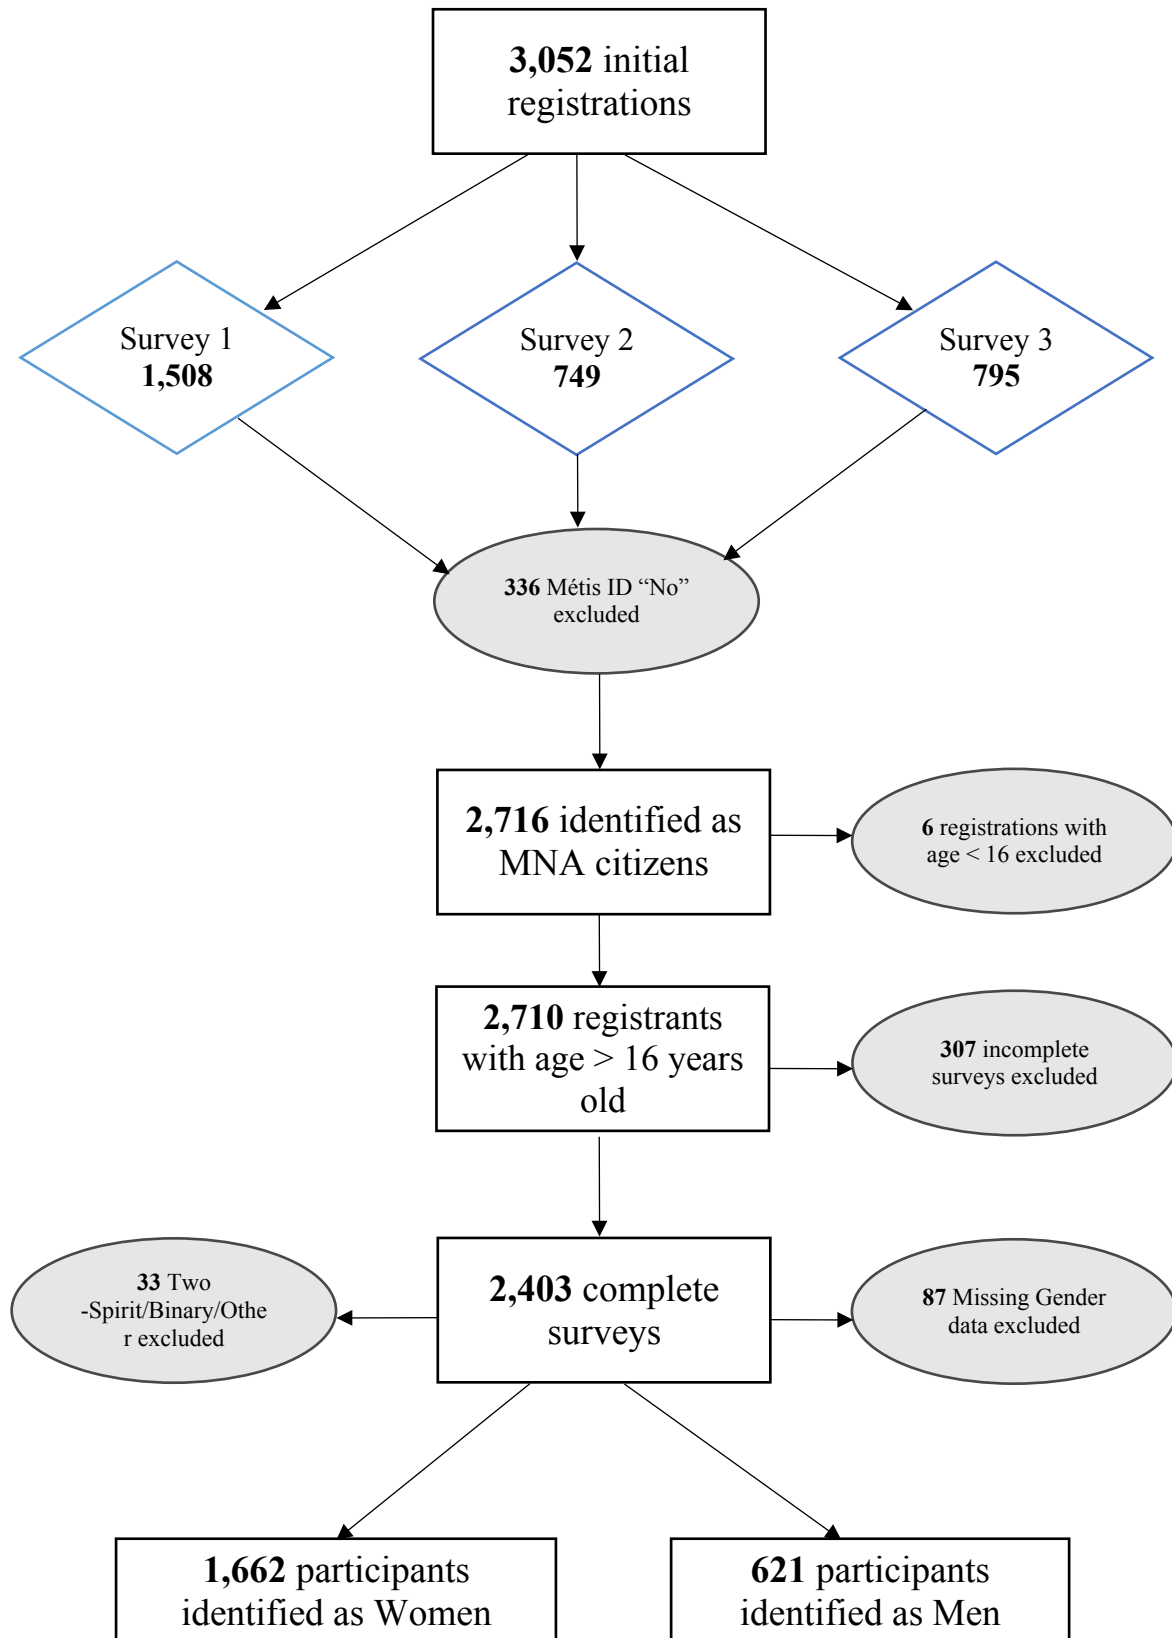 3,052 initial
registrations
Survey 1
1,508
Survey 2
749
Survey 3
795
336 Métis ID “No”
excluded
2,716 identified as
MNA citizens
6 registrations with
age < 16 excluded
2,710 registrants
with age > 16 years
old
307 incomplete
surveys excluded
33 Two
-Spirit/Binary/Othe
r excluded
2,403 complete
surveys
87 Missing Gender
data excluded
1,662 participants
identified as Women
621 participants
identified as Men